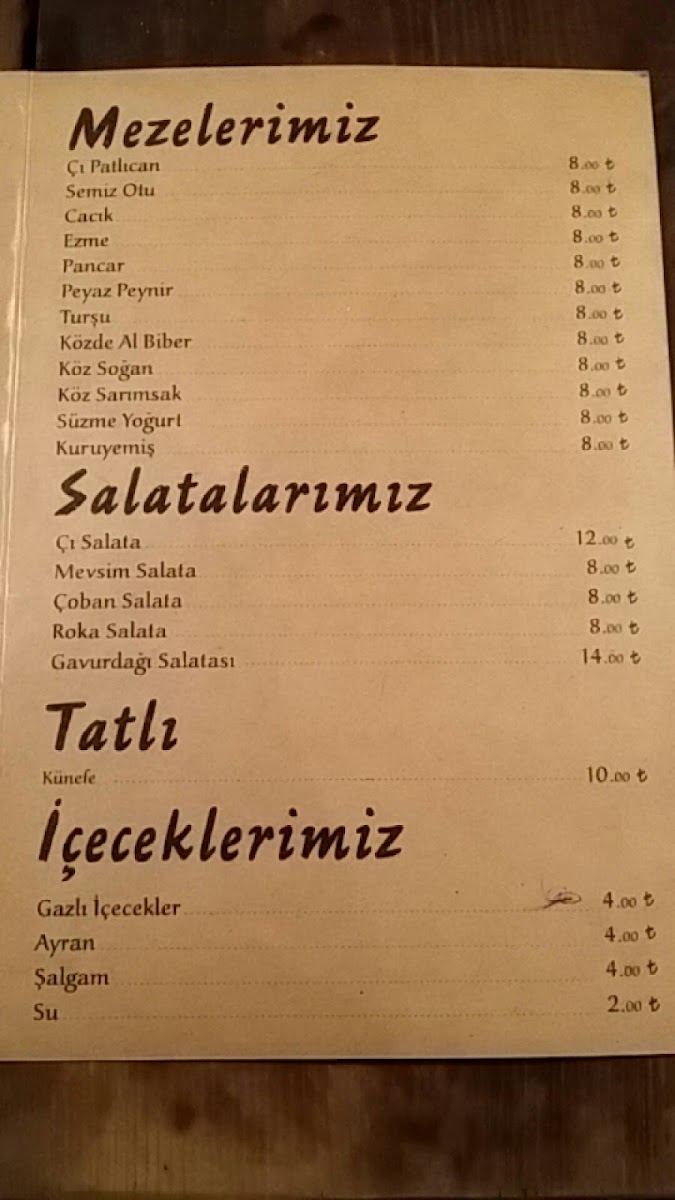 Mezelerimiz
Çı Patlıcan 8.00 ₺
Semiz Otu 8.00 ₺
Cacık 8.00 ₺
Ezme 8.00 ₺
Pancar 8.00 ₺
Peyaz Peynir 8.00 ₺
Turşu 8.00 ₺
Közde Al Biber 8.00 ₺
Köz Soğan 8.00 ₺
Köz Sarımsak 8.00 ₺
Süzme Yoğurt 8.00 ₺
Kuruyemiş 8.00 ₺
Salatalarımız
Çı Salata 12.00 ₺
Mevsim Salata 8.00 ₺
Çoban Salata 8.00 ₺
Roka Salata 8.00 ₺
Gavurdağı Salatası 14.00 ₺
Tatlı
Künefe 10.00 ₺
İçeceklerimiz
Gazlı İçecekler 4.00 ₺
Ayran 4.00 ₺
Şalgam 4.00 ₺
Su 2.00 ₺